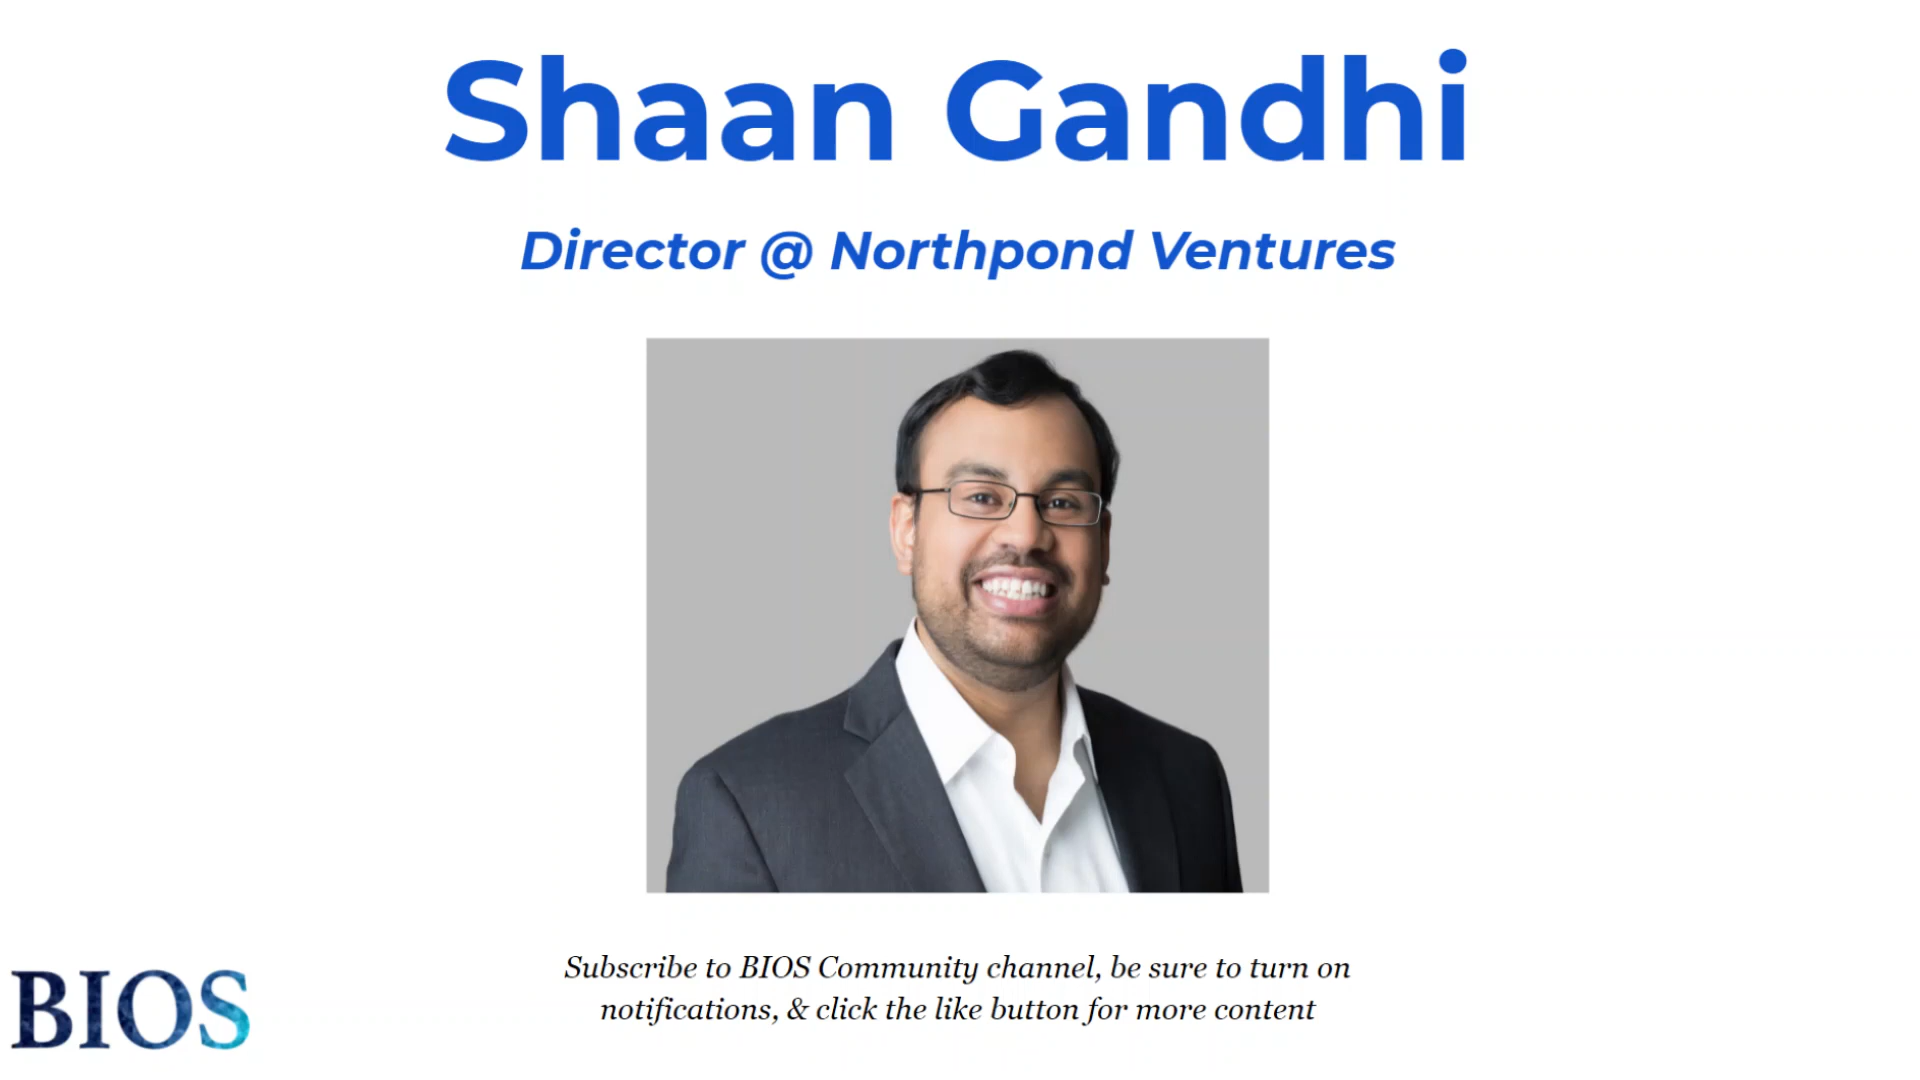 Shaan Gandhi
Director @ Northpond Ventures
Subscribe to BIOS Community channel, be sure to turn on
notifications, & click the like button for more content
BIOS